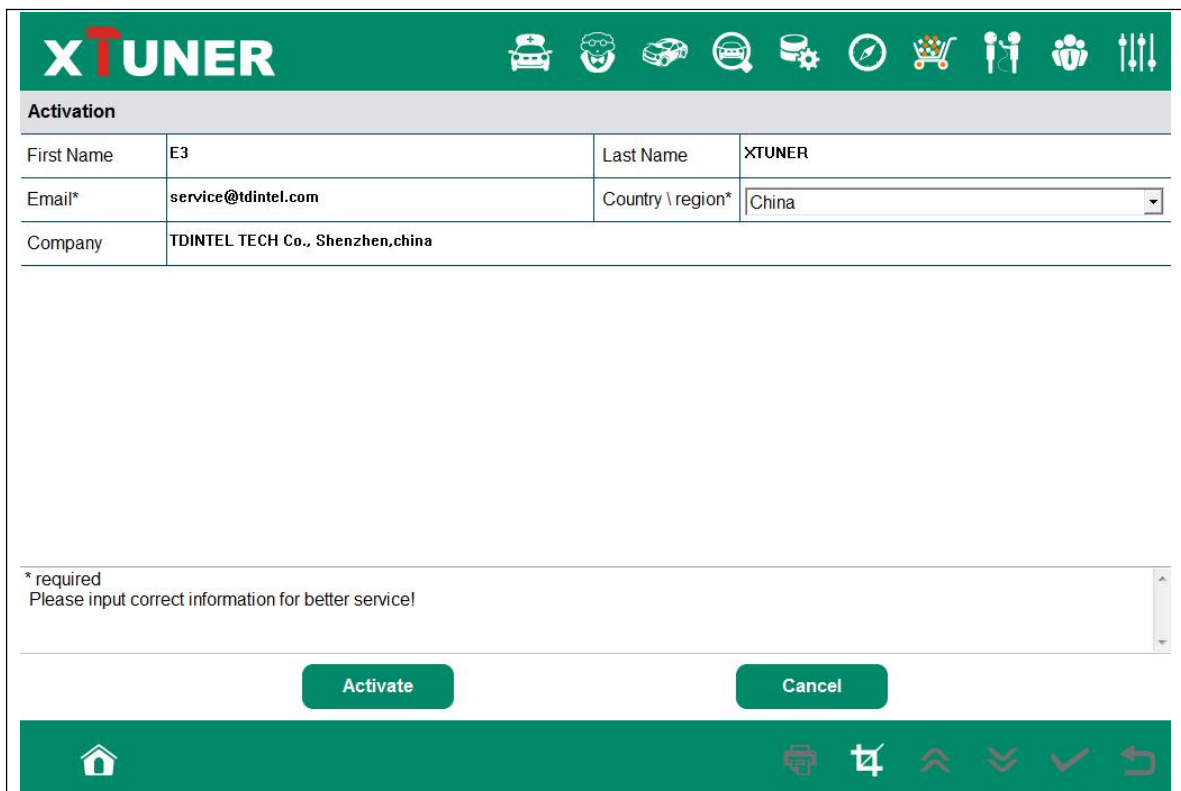 XTUNER
Activation
First Name E3 Last Name XTUNER
Email* service@tdintel.com Country \ region* China
Company TDINTEL TECH Co., Shenzhen,china
* required
Please input correct information for better service!
Activate Cancel